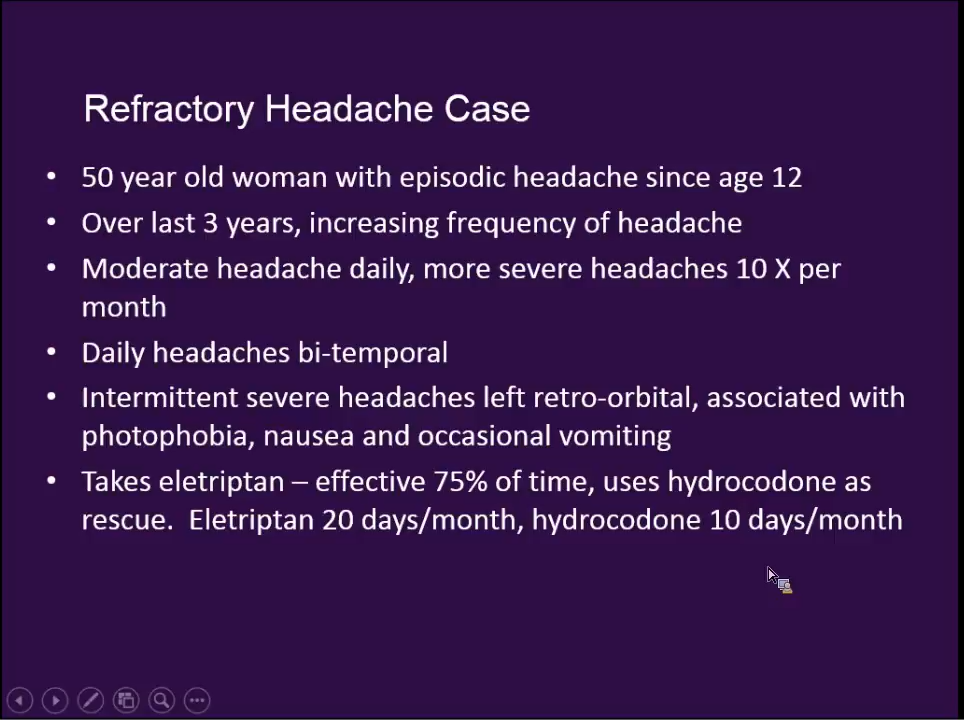 Refractory Headache Case
• 50 year old woman with episodic headache since age 12
• Over last 3 years, increasing frequency of headache
• Moderate headache daily, more severe headaches 10 X per
month
• Daily headaches bi-temporal
• Intermittent severe headaches left retro-orbital, associated with
photophobia, nausea and occasional vomiting
• Takes eletriptan – effective 75% of time, uses hydrocodone as
rescue.  Eletriptan 20 days/month, hydrocodone 10 days/month